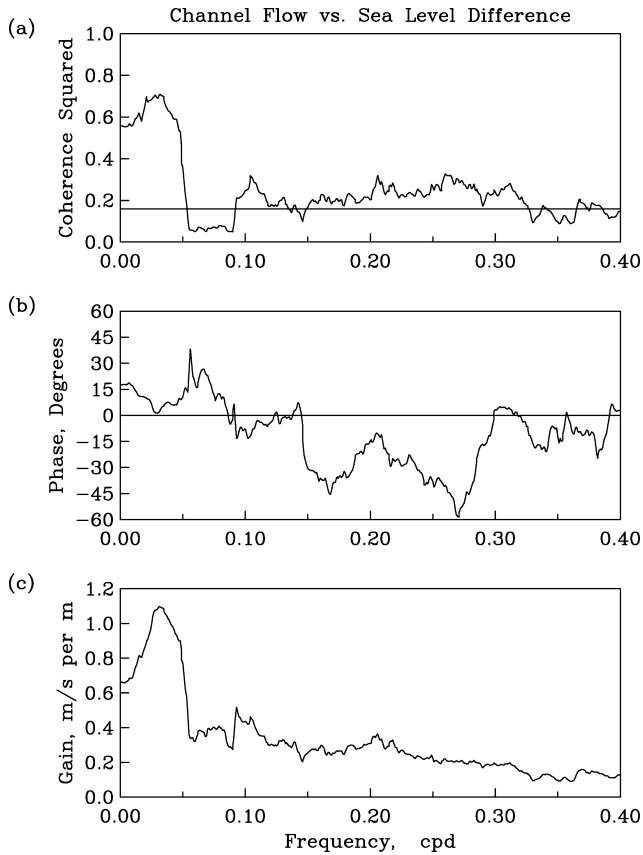 Channel Flow vs. Sea Level Difference
(a)
Coherence Squared
1.0
0.8
0.6
0.4
0.2
0.0
0.00 0.10 0.20 0.30 0.40
(b)
Phase, Degrees
60
45
30
15
0
−15
−30
−45
−60
0.00 0.10 0.20 0.30 0.40
(c)
Gain, m/s per m
1.2
1.0
0.8
0.6
0.4
0.2
0.0
0.00 0.10 0.20 0.30 0.40
Frequency, cpd